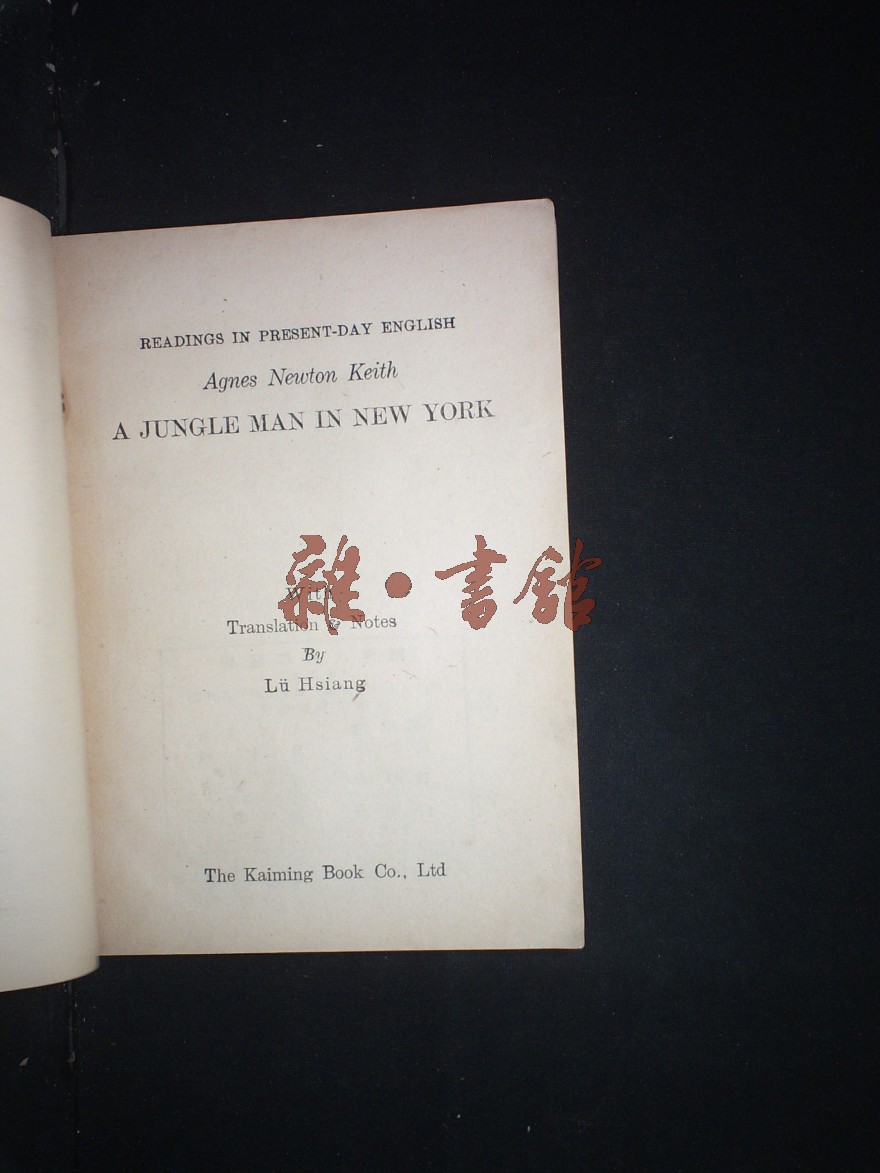 READINGS IN PRESENT-DAY ENGLISH
Agnes Newton Keith
A JUNGLE MAN IN NEW YORK
With
雜·書館
Translation & Notes
By
Lü Hsiang
The Kaiming Book Co., Ltd